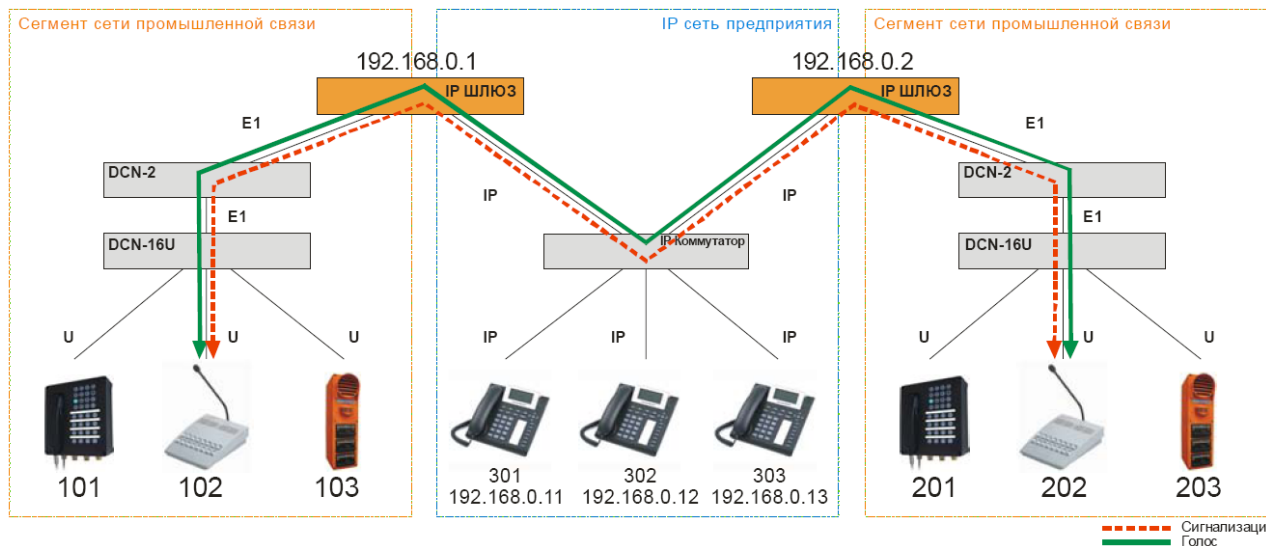 Сегмент сети промышленной связи
IP сеть предприятия
Сегмент сети промышленной связи
192.168.0.1
192.168.0.2
IP ШЛЮЗ
IP ШЛЮЗ
E1
E1
DCN-2
DCN-2
IP
IP
E1
E1
DCN-16U
IP Коммутатор
DCN-16U
U
U
U
IP
IP
IP
U
U
U
101
102
103
301
302
303
192.168.0.11
192.168.0.12
192.168.0.13
201
202
203
Сигнализаци
Голос